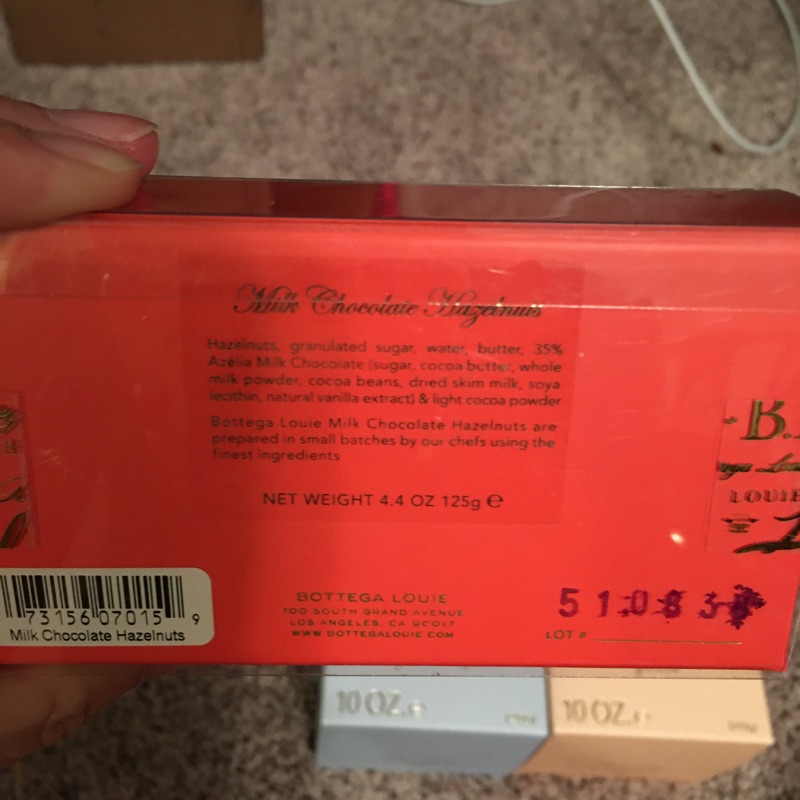 Milk Chocolate Hazelnuts
Hazelnuts, granulated sugar, water, butter, 35%
Azélia Milk Chocolate (sugar, cocoa butter, whole
milk powder, cocoa beans, dried skim milk, soya
lecithin, natural vanilla extract) & light cocoa powder
Bottega Louie Milk Chocolate Hazelnuts are
prepared in small batches by our chefs using the
finest ingredients
NET WEIGHT 4.4 OZ 125g ℮
B.
LOUIE
73156 07015 9
Milk Chocolate Hazelnuts
BOTTEGA LOUIE
700 SOUTH GRAND AVENUE
LOS ANGELES, CA 90017
WWW.BOTTEGALOUIE.COM
LOT #
10 OZ. ℮
10 OZ. ℮